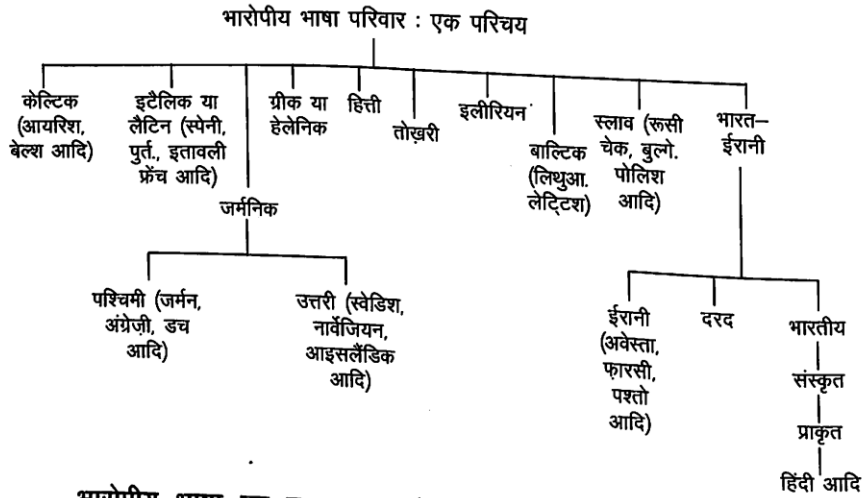 भारोपीय भाषा परिवार : एक परिचय
केल्टिक
(आयरिश,
बेल्श आदि)
इटैलिक या
लैटिन (स्पेनी,
पुर्त., इतावली
फ्रेंच आदि)
जर्मनिक
पश्चिमी (जर्मन,
अंग्रेज़ी, डच
आदि)
उत्तरी (स्वेडिश,
नार्वेजियन,
आइसलैंडिक
आदि)
ग्रीक या
हेलेनिक
हित्ती
तोख़री
इलीरियन
बाल्टिक
(लिथुआ.
लेट्टिश)
स्लाव (रूसी
चेक, बुल्गे.
पोलिश
आदि)
भारत–
ईरानी
ईरानी
(अवेस्ता,
फ़ारसी,
पश्तो
आदि)
दरद
भारतीय
संस्कृत
प्राकृत
हिंदी आदि